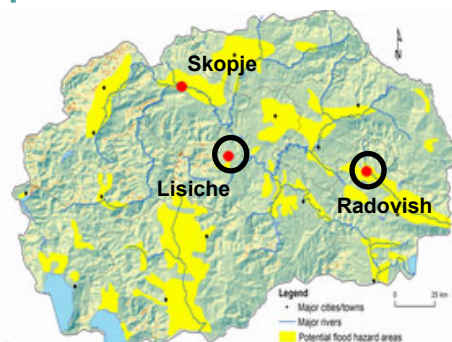 N
Skopje
Lisiche
Radovish
Legend
Major cities/towns
Major rivers
Potential flood hazard areas
0 25 km